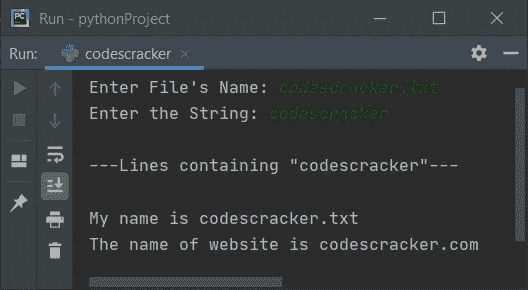 PC
Run - pythonProject
Run: codescracker
Enter File's Name: codescracker.txt
Enter the String: codescracker
---Lines containing "codescracker"---
My name is codescracker.txt
The name of website is codescracker.com